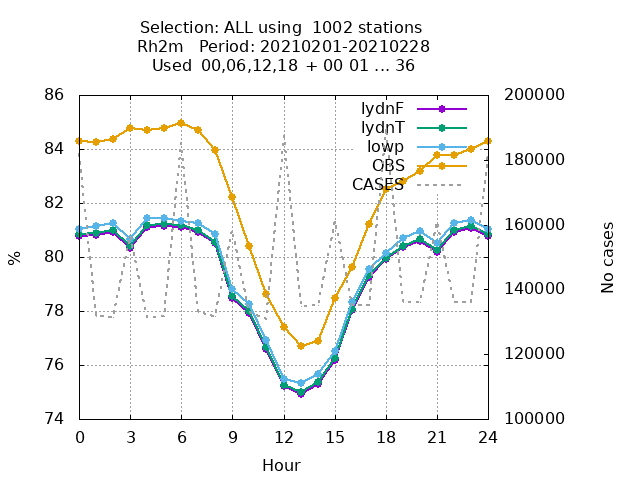 Selection: ALL using  1002 stations
Rh2m   Period: 20210201-20210228
Used  00,06,12,18  + 00 01 ... 36
86
84
82
80
78
76
74
%
200000
180000
160000
140000
120000
100000
No cases
lydnF
lydnT
lowp
OBS
CASES
0 3 6 9 12 15 18 21 24
Hour